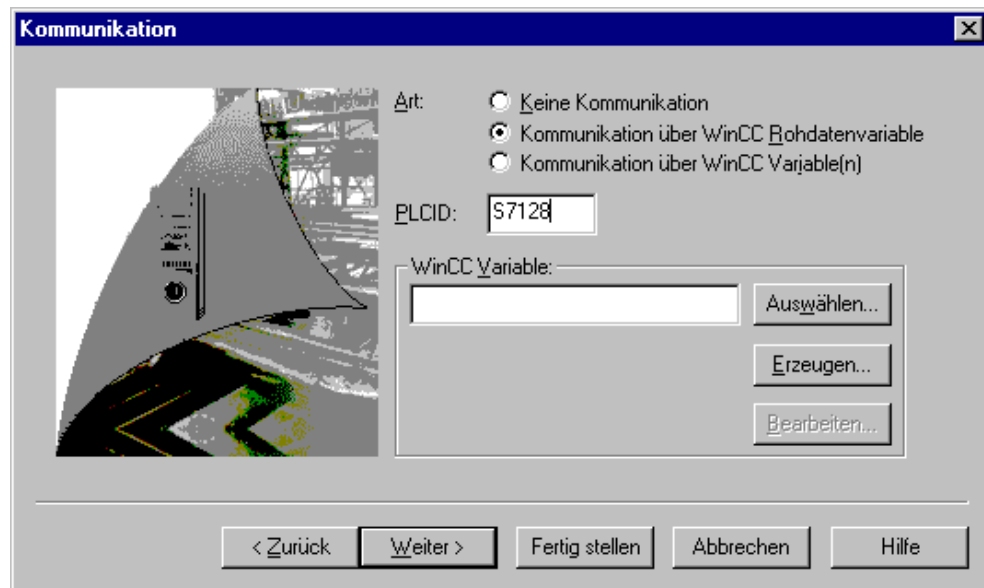 Kommunikation
Art:
Keine Kommunikation
Kommunikation über WinCC Rohdatenvariable
Kommunikation über WinCC Variable(n)
PLCID:
S7128
WinCC Variable:
Auswählen...
Erzeugen...
Bearbeiten...
< Zurück
Weiter >
Fertig stellen
Abbrechen
Hilfe